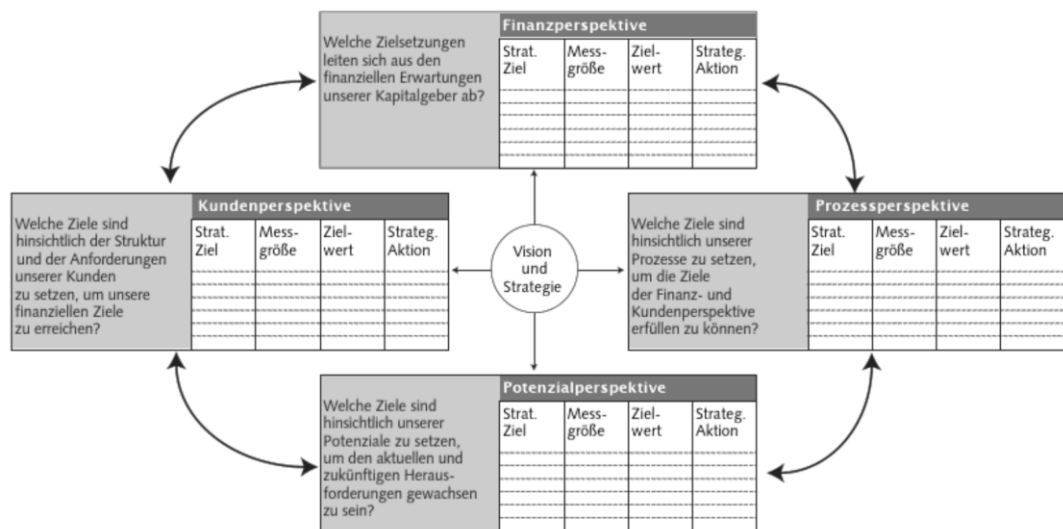 Finanzperspektive
Welche Zielsetzungen
leiten sich aus den
finanziellen Erwartungen
unserer Kapitalgeber ab?
Strat. Mess- Ziel- Strateg.
Ziel größe wert Aktion
Kundenperspektive
Welche Ziele sind
hinsichtlich der Struktur
und der Anforderungen
unserer Kunden
zu setzen, um unsere
finanziellen Ziele
zu erreichen?
Strat. Mess- Ziel- Strateg.
Ziel größe wert Aktion
Vision
und
Strategie
Prozessperspektive
Welche Ziele sind
hinsichtlich unserer
Prozesse zu setzen,
um die Ziele
der Finanz- und
Kundenperspektive
erfüllen zu können?
Strat. Mess- Ziel- Strateg.
Ziel größe wert Aktion
Potenzialperspektive
Welche Ziele sind
hinsichtlich unserer
Potenziale zu setzen,
um den aktuellen und
zukünftigen Heraus-
forderungen gewachsen
zu sein?
Strat. Mess- Ziel- Strateg.
Ziel größe wert Aktion